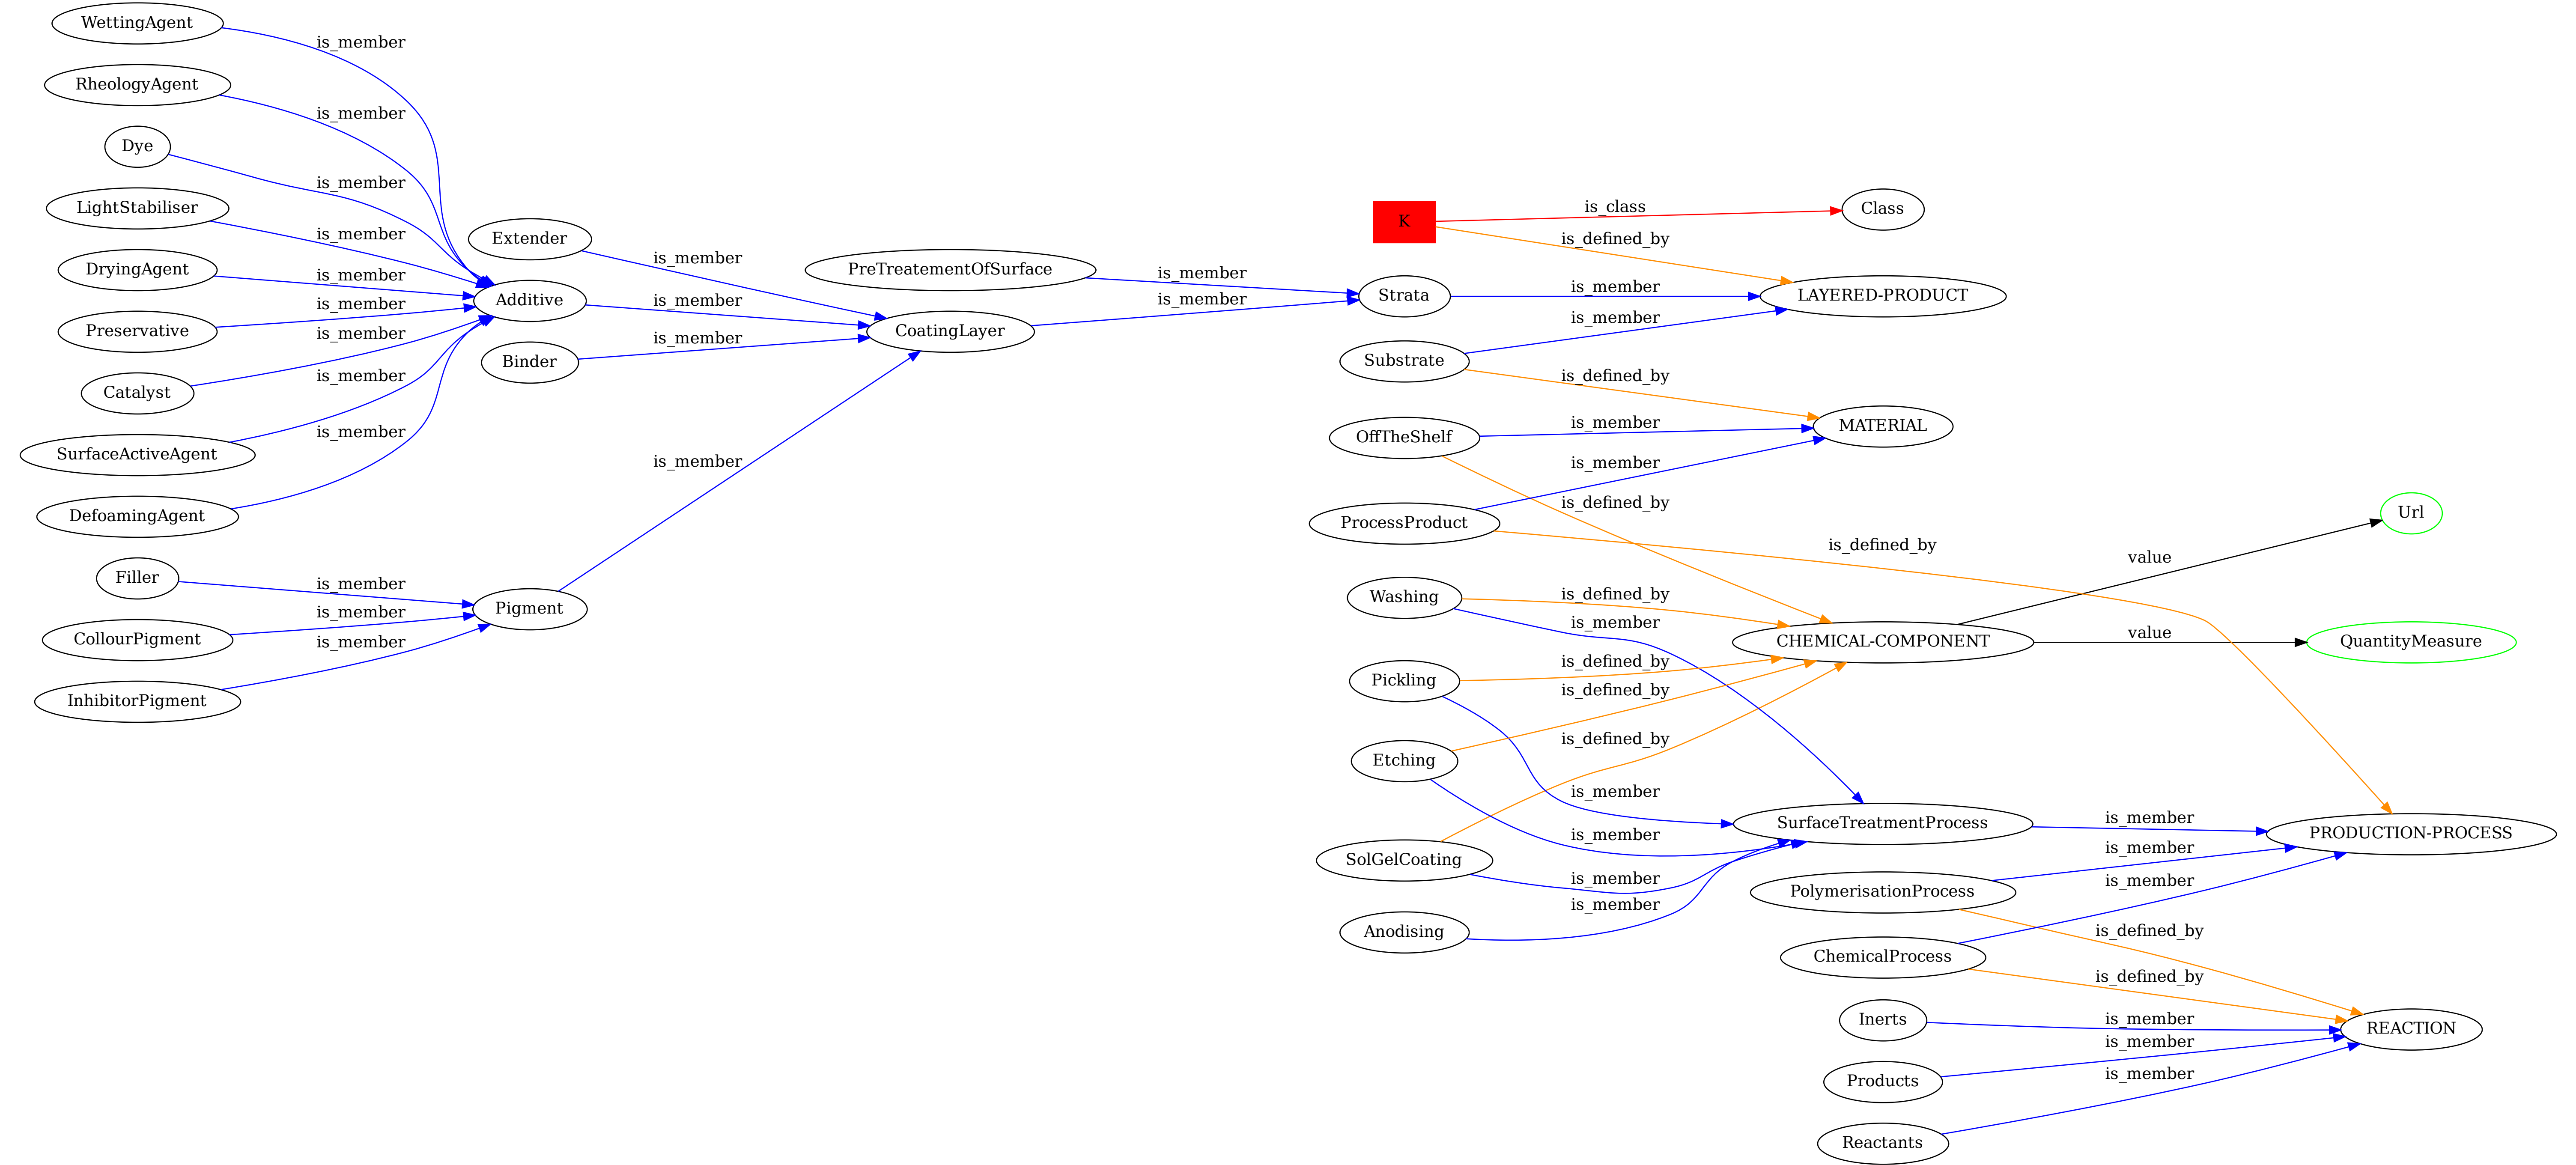 WettingAgent
is_member
RheologyAgent
is_member
Dye
is_member
LightStabiliser
is_member
DryingAgent
is_member
Preservative
is_member
Catalyst
is_member
SurfaceActiveAgent
is_member
DefoamingAgent
is_member
Filler
is_member
CollourPigment
is_member
InhibitorPigment
is_member
Extender
is_member
Additive
is_member
Binder
is_member
Pigment
is_member
PreTreatementOfSurface
is_member
CoatingLayer
is_member
K
is_class
is_defined_by
Strata
is_member
Substrate
is_member
is_defined_by
OffTheShelf
is_member
is_defined_by
ProcessProduct
is_member
is_defined_by
Washing
is_defined_by
is_member
Pickling
is_defined_by
is_member
Etching
is_defined_by
is_member
SolGelCoating
is_defined_by
is_member
Anodising
is_member
Class
LAYERED-PRODUCT
MATERIAL
CHEMICAL-COMPONENT
value
value
SurfaceTreatmentProcess
is_member
PolymerisationProcess
is_member
is_defined_by
ChemicalProcess
is_member
is_defined_by
Inerts
is_member
Products
is_member
Reactants
is_member
Url
QuantityMeasure
PRODUCTION-PROCESS
REACTION